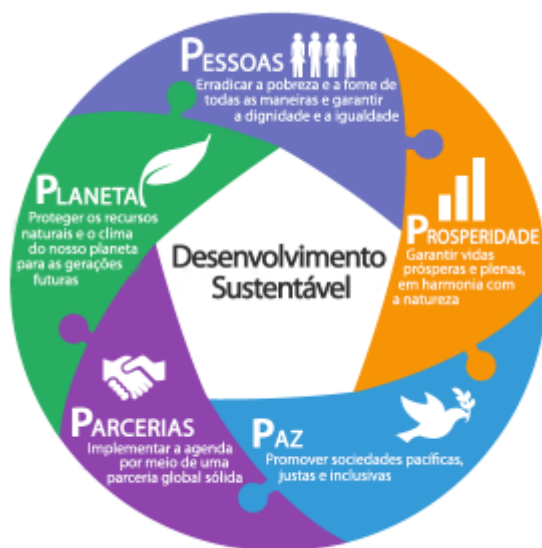 PESSOAS
Erradicar a pobreza e a fome de
todas as maneiras e garantir
a dignidade e a igualdade
PROSPERIDADE
Garantir vidas
prósperas e plenas,
em harmonia com
a natureza
PAZ
Promover sociedades pacíficas,
justas e inclusivas
PARCERIAS
Implementar a agenda
por meio de uma
parceria global sólida
PLANETA
Proteger os recursos
naturais e o clima
do nosso planeta
para as gerações
futuras
Desenvolvimento
Sustentável